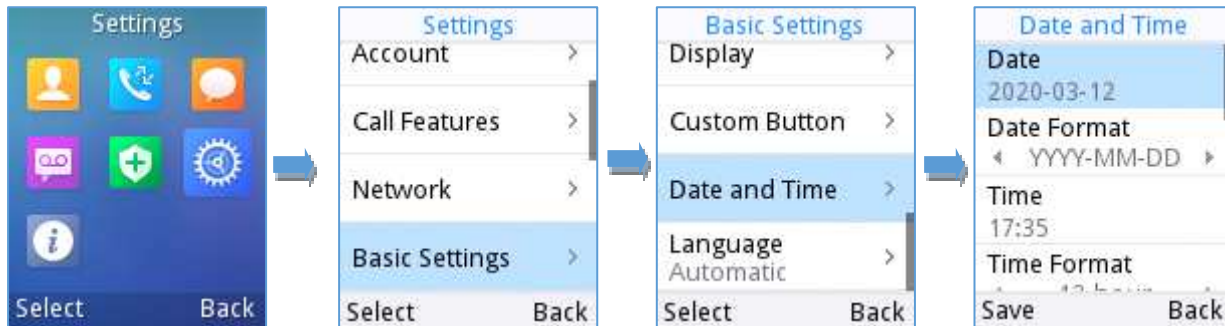 Settings
Select Back
Settings
Account
Call Features
Network
Basic Settings
Select Back
Basic Settings
Display
Custom Button
Date and Time
Language
Automatic
Select Back
Date and Time
Date
2020-03-12
Date Format
YYYY-MM-DD
Time
17:35
Time Format
Save Back